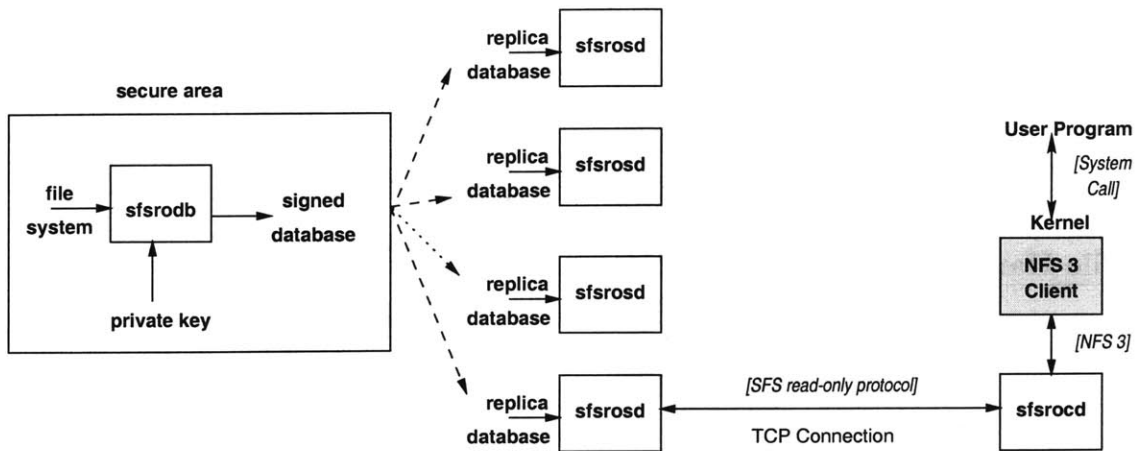 secure area
file
system
sfsrodb
signed
database
private key
replica
database
sfsrosd
replica
database
sfsrosd
replica
database
sfsrosd
replica
database
sfsrosd
[SFS read-only protocol]
TCP Connection
User Program
[System
Call]
Kernel
NFS 3
Client
[NFS 3]
sfsrocd